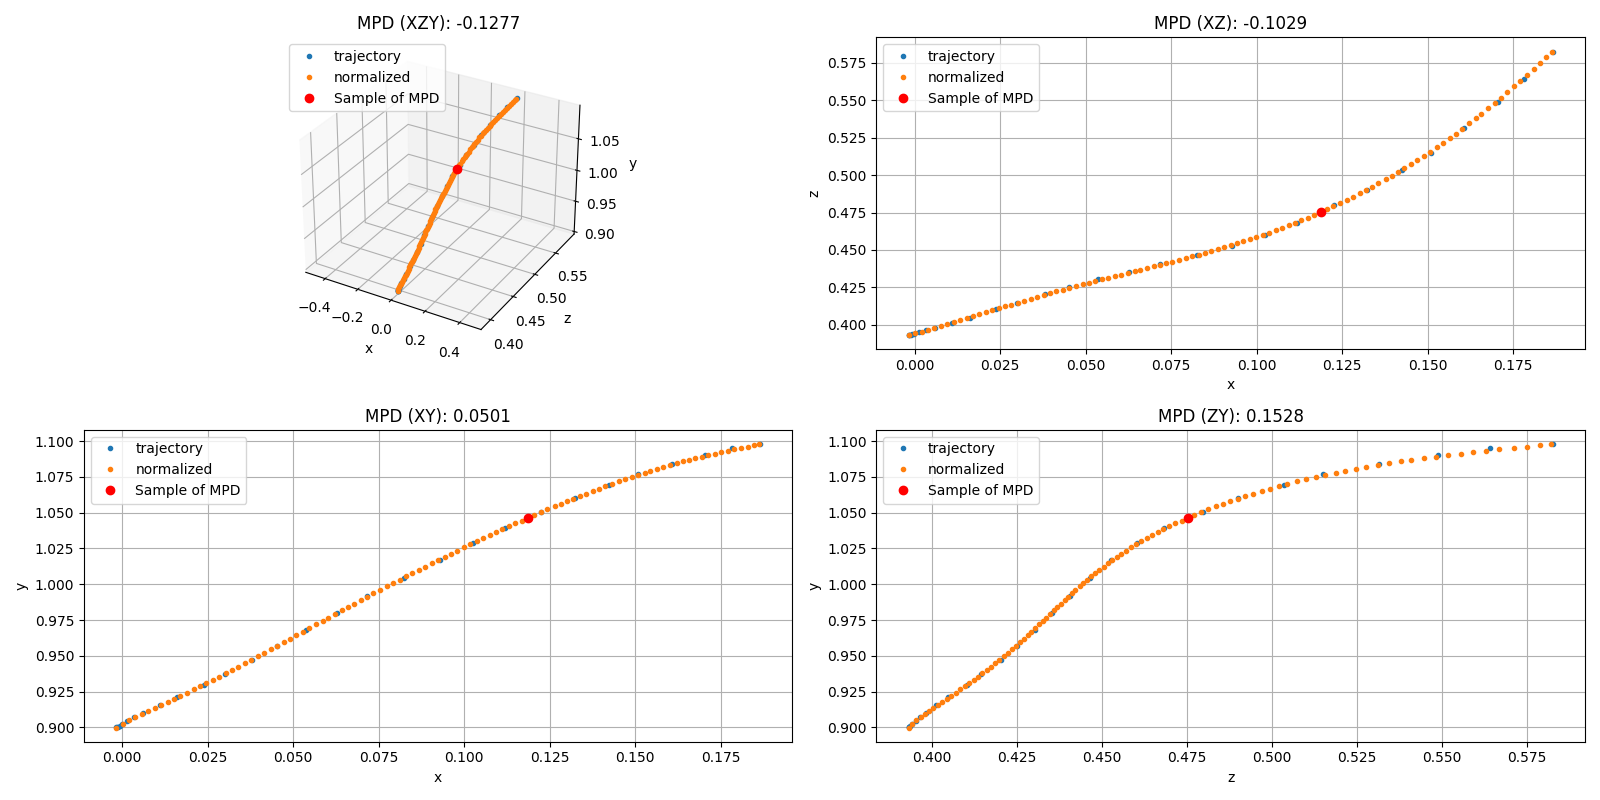 MPD (XZY): -0.1277
trajectory
normalized
Sample of MPD
1.05
1.00
0.95
0.90
y
0.55
0.50
0.45
0.40
z
−0.4
−0.2
0.0
0.2
0.4
x
MPD (XZ): -0.1029
trajectory
normalized
Sample of MPD
0.575
0.550
0.525
0.500
0.475
0.450
0.425
0.400
z
0.000 0.025 0.050 0.075 0.100 0.125 0.150 0.175
x
MPD (XY): 0.0501
trajectory
normalized
Sample of MPD
1.100
1.075
1.050
1.025
1.000
0.975
0.950
0.925
0.900
y
0.000 0.025 0.050 0.075 0.100 0.125 0.150 0.175
x
MPD (ZY): 0.1528
trajectory
normalized
Sample of MPD
1.100
1.075
1.050
1.025
1.000
0.975
0.950
0.925
0.900
y
0.400 0.425 0.450 0.475 0.500 0.525 0.550 0.575
z